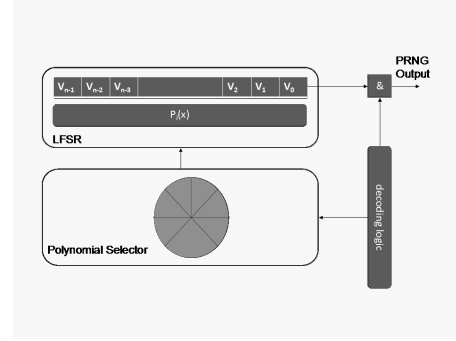 PRNG
Output
Vn-1 Vn-2 Vn-3 V2 V1 V0 &
Pi(x)
LFSR
decoding logic
Polynomial Selector